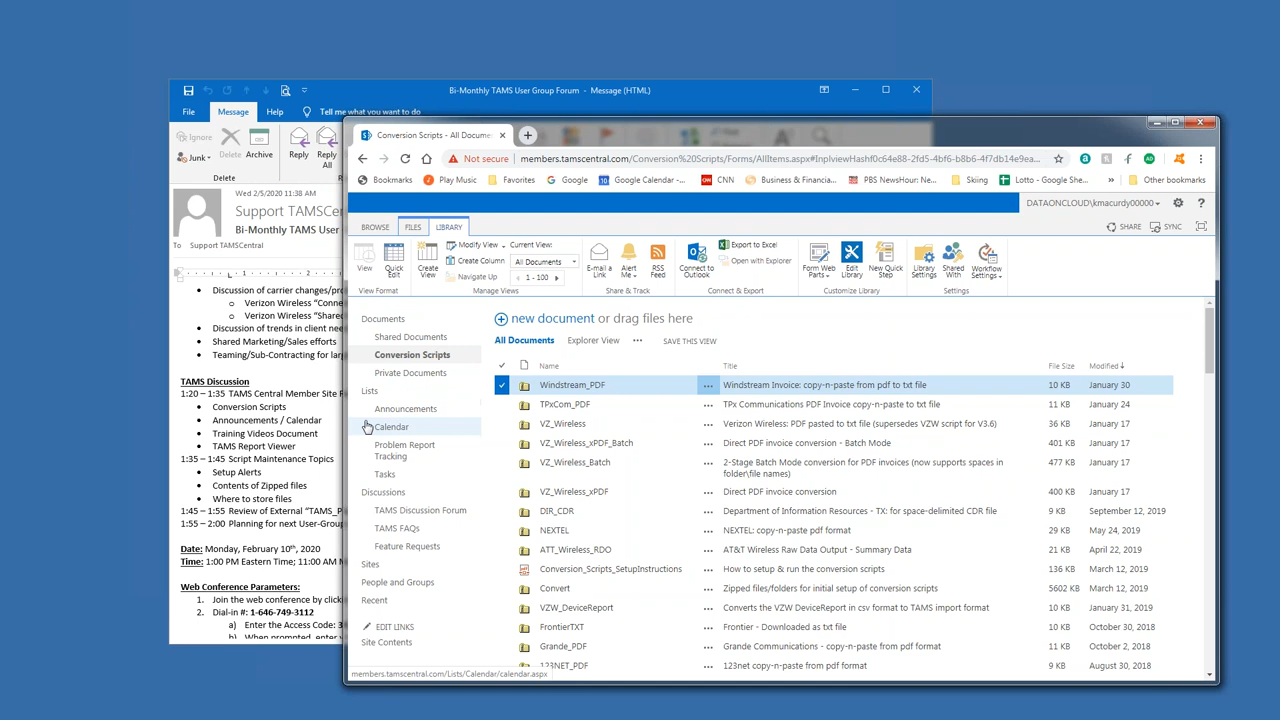 Bi-Monthly TAMS User Group Forum - Message (HTML)
File Message Help Tell me what you want to do
Ignore
Junk
Delete Archive Reply Reply All
Delete
Wed 2/5/2020 11:38 AM
Support TAMSCen
Bi-Monthly TAMS User
To Support TAMSCentral
1 2
• Discussion of carrier changes/pro
o Verizon Wireless “Conne
o Verizon Wireless “Shared
• Discussion of trends in client nee
• Shared Marketing/Sales efforts
• Teaming/Sub-Contracting for larg
TAMS Discussion
1:20 – 1:35 TAMS Central Member Site R
• Conversion Scripts
• Announcements / Calendar
• Training Videos Document
• TAMS Report Viewer
1:35 – 1:45 Script Maintenance Topics
• Setup Alerts
• Contents of Zipped files
• Where to store files
1:45 – 1:55 Review of External “TAMS_P
1:55 – 2:00 Planning for next User-Group
Date: Monday, February 10th, 2020
Time: 1:00 PM Eastern Time; 11:00 AM M
Web Conference Parameters:
1. Join the web conference by clickin
2. Dial-in #: 1-646-749-3112
a) Enter the Access Code: 3
b) When prompted, enter y
Conversion Scripts - All Docume
Not secure members.tamscentral.com/Conversion%20Scripts/Forms/AllItems.aspx#InplviewHashf0c64e88-2fd5-4bf6-b8b6-4f7db14e9ea...
Bookmarks Play Music Favorites Google Google Calendar -... CNN Business & Financia... PBS NewsHour: Ne... Skiing Lotto - Google She... » Other bookmarks
DATAONCLOUD\kmacurdy00000 ?
BROWSE FILES LIBRARY SHARE SYNC
View Quick Edit
View Format
Create View Modify View Current View:
Create Column All Documents
Navigate Up 1 - 100
Manage Views
E-mail a Link Alert Me RSS Feed
Share & Track
Connect to Outlook Export to Excel
Open with Explorer
Connect & Export
Form Web Parts Edit Library New Quick Step
Customize Library
Library Settings Shared With Workflow Settings
Settings
Documents
Shared Documents
Conversion Scripts
Private Documents
Lists
Announcements
Calendar
Problem Report Tracking
Tasks
Discussions
TAMS Discussion Forum
TAMS FAQs
Feature Requests
Sites
People and Groups
Recent
EDIT LINKS
Site Contents
new document or drag files here
All Documents Explorer View ... SAVE THIS VIEW
Name Title File Size Modified
Windstream_PDF ... Windstream Invoice: copy-n-paste from pdf to txt file 10 KB January 30
TPxCom_PDF ... TPx Communications PDF Invoice copy-n-paste to txt file 11 KB January 24
VZ_Wireless ... Verizon Wireless: PDF pasted to txt file (supersedes VZW script for V3.6) 36 KB January 17
VZ_Wireless_xPDF_Batch ... Direct PDF invoice conversion - Batch Mode 401 KB January 17
VZ_Wireless_Batch ... 2-Stage Batch Mode conversion for PDF invoices (now supports spaces in folder\file names) 477 KB January 17
VZ_Wireless_xPDF ... Direct PDF invoice conversion 400 KB January 17
DIR_CDR ... Department of Information Resources - TX: for space-delimited CDR file 9 KB September 12, 2019
NEXTEL ... NEXTEL: copy-n-paste pdf format 29 KB May 24, 2019
ATT_Wireless_RDO ... AT&T Wireless Raw Data Output - Summary Data 21 KB April 22, 2019
Conversion_Scripts_SetupInstructions ... How to setup & run the conversion scripts 136 KB March 12, 2019
Convert ... Zipped files/folders for initial setup of conversion scripts 5602 KB March 12, 2019
VZW_DeviceReport ... Converts the VZW DeviceReport in csv format to TAMS import format 10 KB January 31, 2019
FrontierTXT ... Frontier - Downloaded as txt file 10 KB October 30, 2018
Grande_PDF ... Grande Communications - copy-n-paste from pdf format 10 KB October 2, 2018
123NET_PDF ... 123net copy-n-paste from pdf format 10 KB August 30, 2018
members.tamscentral.com/Lists/Calendar/calendar.aspx